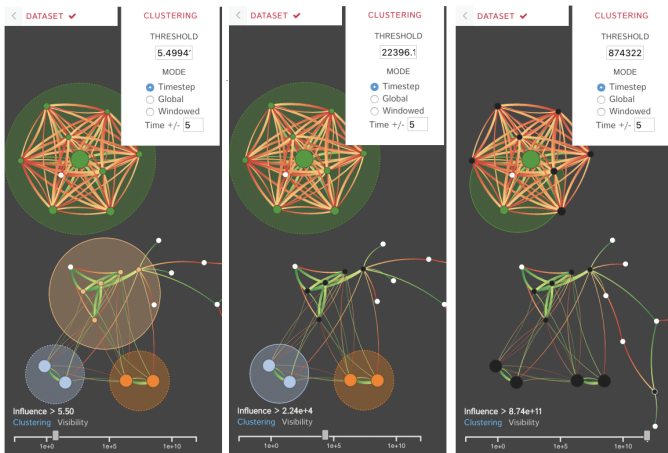 DATASET ✔
CLUSTERING
THRESHOLD
5.4994
MODE
Timestep
Global
Windowed
Time +/- 5
Influence > 5.50
Clustering Visibility
1e+0 1e+5 1e+10
DATASET ✔
CLUSTERING
THRESHOLD
22396.1
MODE
Timestep
Global
Windowed
Time +/- 5
Influence > 2.24e+4
Clustering Visibility
1e+0 1e+5 1e+10
DATASET ✔
CLUSTERING
THRESHOLD
874322
MODE
Timestep
Global
Windowed
Time +/- 5
Influence > 8.74e+11
Clustering Visibility
1e+0 1e+5 1e+10